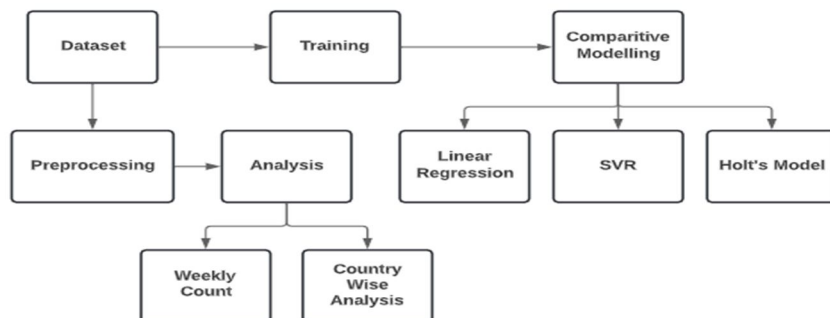 Dataset
Training
Comparitive
Modelling
Preprocessing
Analysis
Linear
Regression
SVR
Holt's Model
Weekly
Count
Country
Wise
Analysis